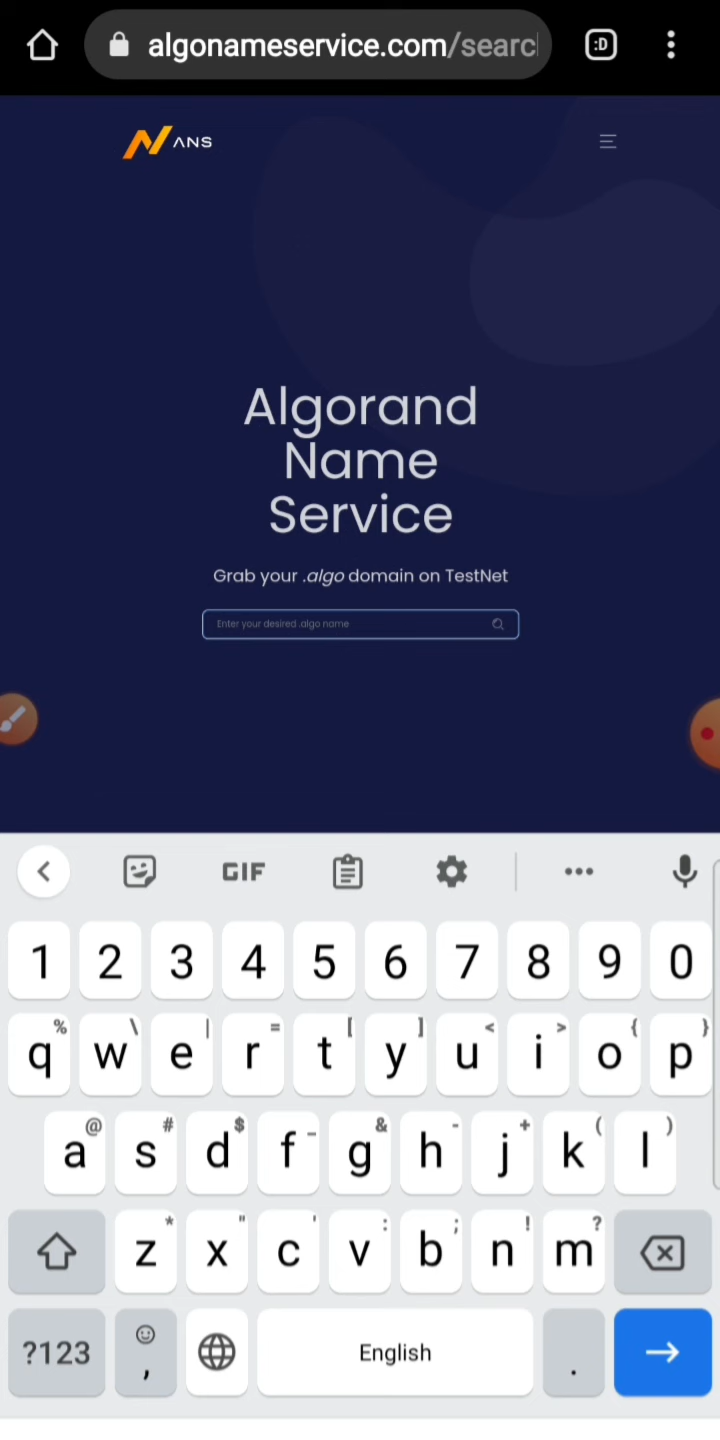 algonameservice.com/searc
:D
ANS
Algorand
Name
Service
Grab your .algo domain on TestNet
Enter your desired .algo name
GIF
1 2 3 4 5 6 7 8 9 0
% \ | = [ ] < > { }
q w e r t y u i o p
@ # $ _ & - + ( )
a s d f g h j k l
* " ' : ; ! ?
z x c v b n m
?123 , English .